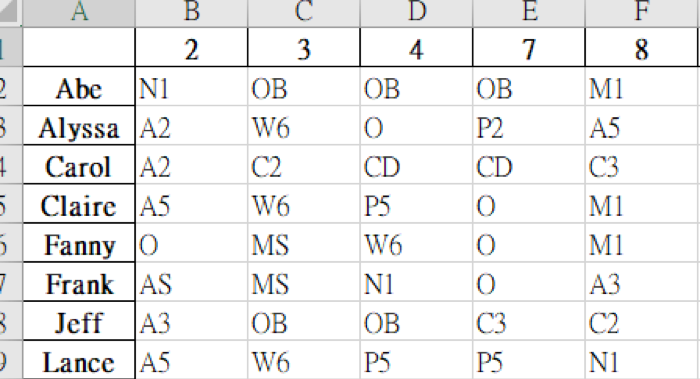 A B C D E F
1 2 3 4 7 8
2 Abe N1 OB OB OB M1
3 Alyssa A2 W6 O P2 A5
4 Carol A2 C2 CD CD C3
5 Claire A5 W6 P5 O M1
6 Fanny O MS W6 O M1
7 Frank AS MS N1 O A3
8 Jeff A3 OB OB C3 C2
9 Lance A5 W6 P5 P5 N1